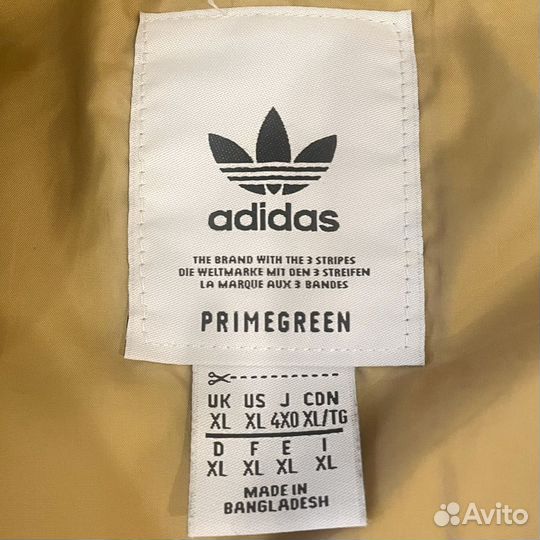 adidas
THE BRAND WITH THE 3 STRIPES
DIE WELTMARKE MIT DEN 3 STREIFEN
LA MARQUE AUX 3 BANDES
PRIMEGREEN
UK US J CDN
XL XL 4XO XL/TG
D F E I
XL XL XL XL
MADE IN
BANGLADESH
Avito